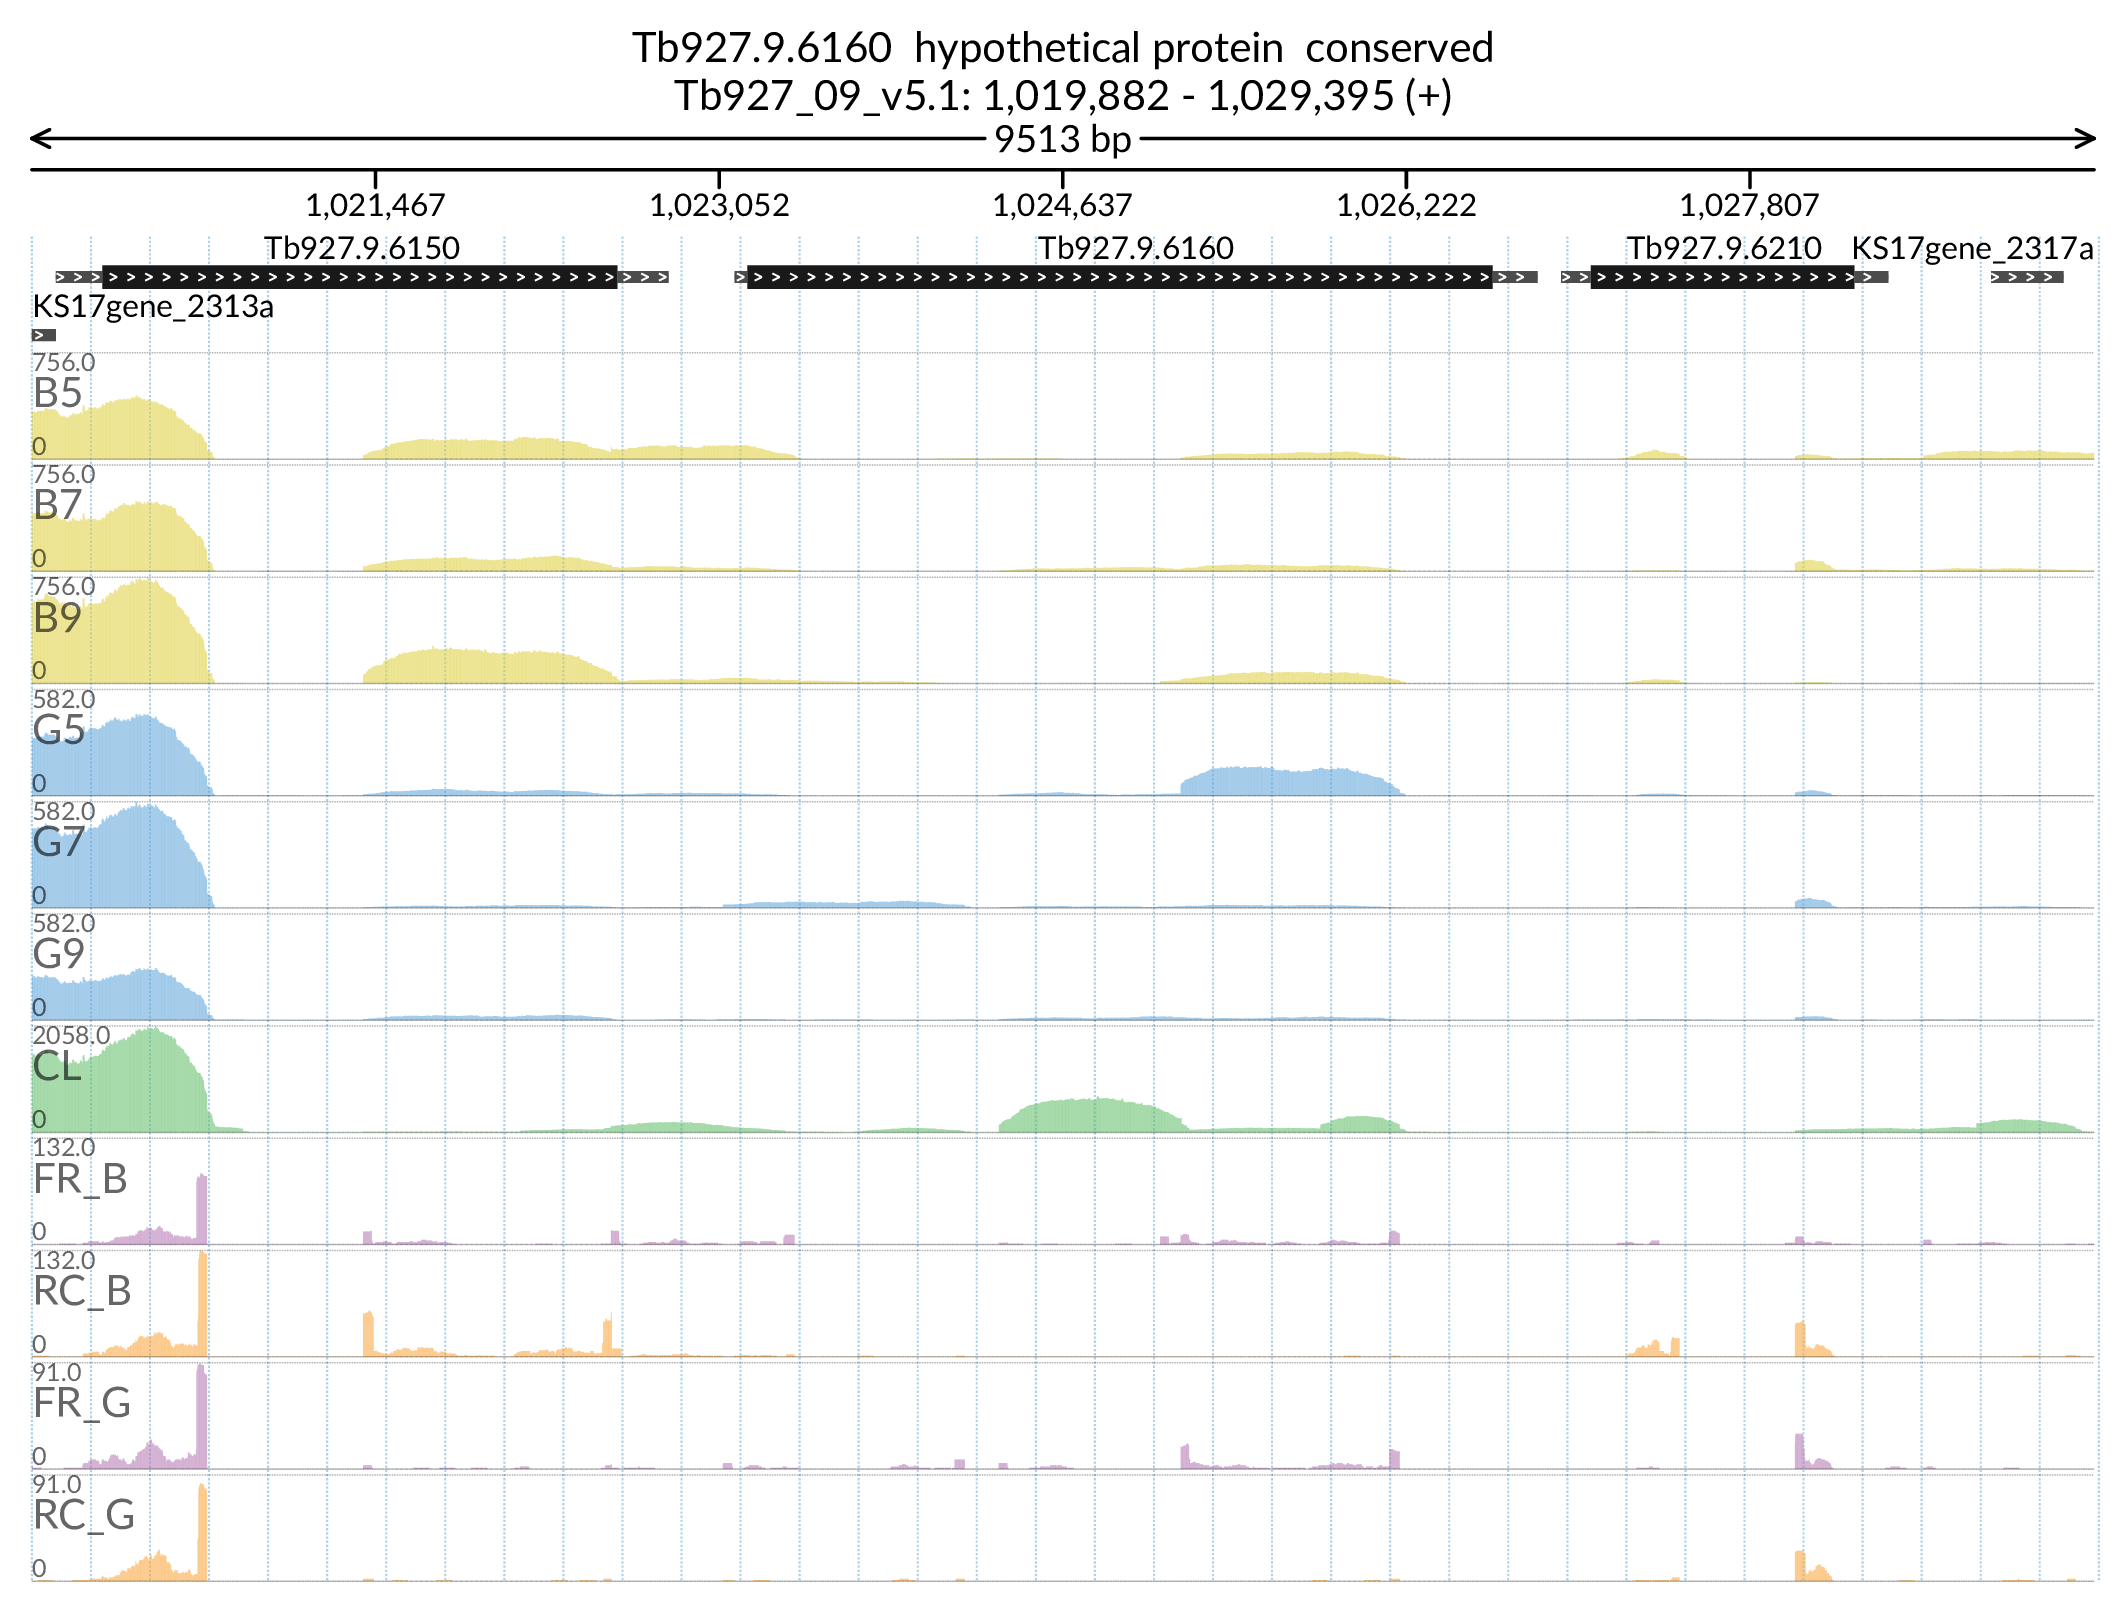 Tb927.9.6160 hypothetical protein conserved
Tb927_09_v5.1: 1,019,882 - 1,029,395 (+)
9513 bp
1,021,467 1,023,052 1,024,637 1,026,222 1,027,807
Tb927.9.6150 Tb927.9.6160 Tb927.9.6210 KS17gene_2317a
KS17gene_2313a
756.0
B5
0
756.0
B7
0
756.0
B9
0
582.0
G5
0
582.0
G7
0
582.0
G9
0
2058.0
CL
0
132.0
FR_B
0
132.0
RC_B
0
91.0
FR_G
0
91.0
RC_G
0